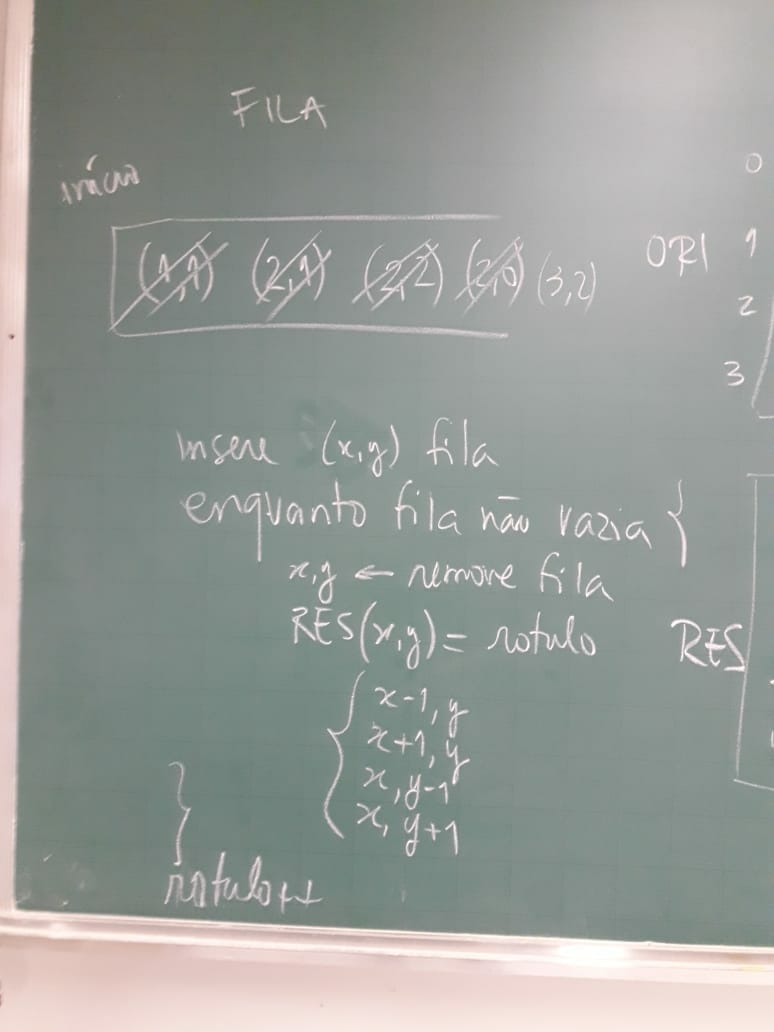 FILA
início
0
(1,1) (2,1) (2,2) (2,0) (3,2)
ORI 1
2
3
insere (x,y) fila
enquanto fila não vazia {
x,y ← remove fila
RES(x,y) = rotulo
RES
{ x-1, y
x+1, y
x, y-1
x, y+1
}
rotulo++